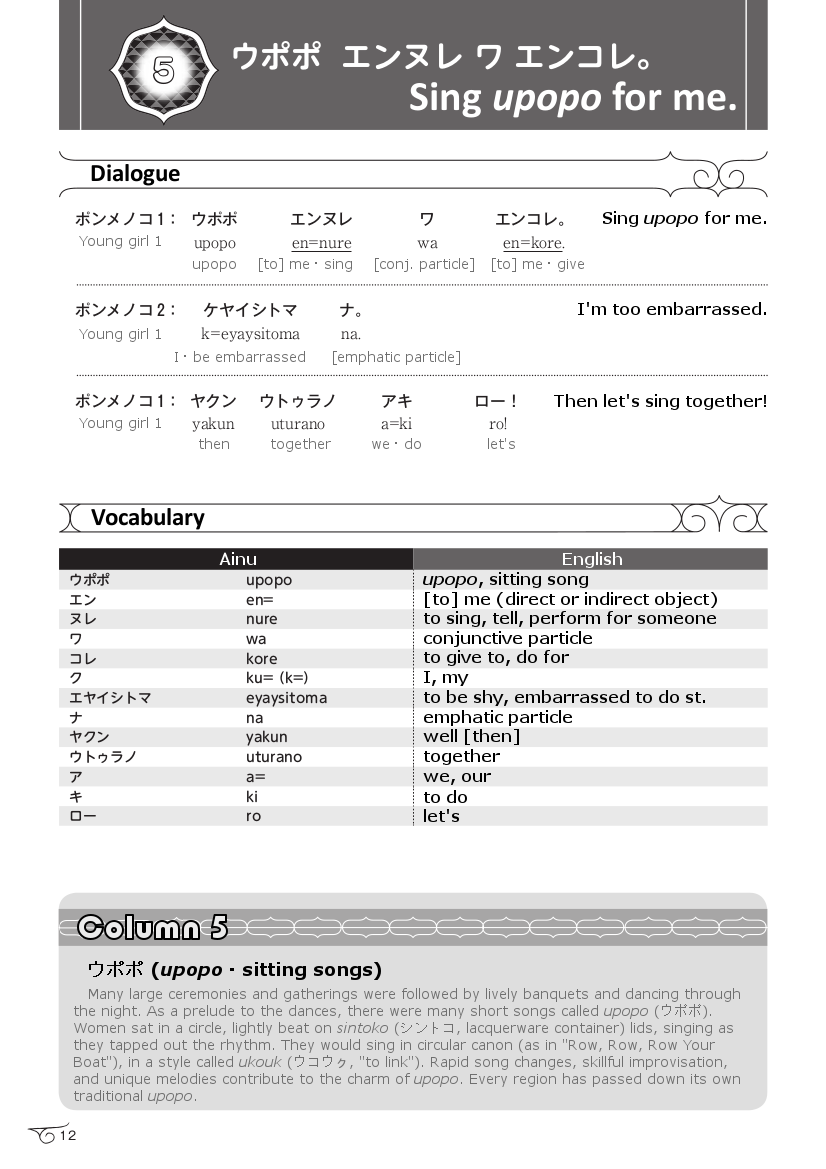 5
ウポポ エンヌレ ワ エンコレ。
Sing upopo for me.
Dialogue
ポンメノコ1： ウポポ エンヌレ ワ エンコレ。 Sing upopo for me.
Young girl 1 upopo en=nure wa en=kore.
upopo [to] me・sing [conj. particle] [to] me・give
ポンメノコ2： ケヤイシトマ ナ。 I'm too embarrassed.
Young girl 1 k=eyaysitoma na.
I・be embarrassed [emphatic particle]
ポンメノコ1： ヤクン ウトゥラノ アキ ロー！ Then let's sing together!
Young girl 1 yakun uturano a=ki ro!
then together we・do let's
Vocabulary
Ainu English
ウポポ upopo upopo, sitting song
エン en= [to] me (direct or indirect object)
ヌレ nure to sing, tell, perform for someone
ワ wa conjunctive particle
コレ kore to give to, do for
ク ku= (k=) I, my
エヤイシトマ eyaysitoma to be shy, embarrassed to do st.
ナ na emphatic particle
ヤクン yakun well [then]
ウトゥラノ uturano together
ア a= we, our
キ ki to do
ロー ro let's
Column 5
ウポポ (upopo · sitting songs)
Many large ceremonies and gatherings were followed by lively banquets and dancing through
the night. As a prelude to the dances, there were many short songs called upopo (ウポポ).
Women sat in a circle, lightly beat on sintoko (シントコ, lacquerware container) lids, singing as
they tapped out the rhythm. They would sing in circular canon (as in "Row, Row, Row Your
Boat"), in a style called ukouk (ウコウㇰ, "to link"). Rapid song changes, skillful improvisation,
and unique melodies contribute to the charm of upopo. Every region has passed down its own
traditional upopo.
12